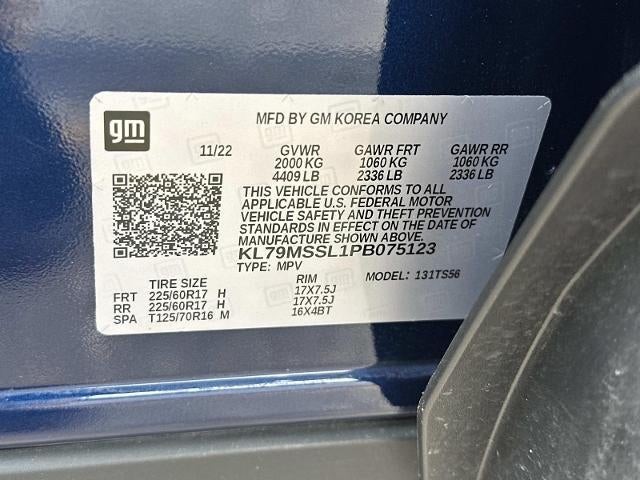 gm
MFD BY GM KOREA COMPANY
11/22 GVWR GAWR FRT GAWR RR
2000 KG 1060 KG 1060 KG
4409 LB 2336 LB 2336 LB
THIS VEHICLE CONFORMS TO ALL
APPLICABLE U.S. FEDERAL MOTOR
VEHICLE SAFETY AND THEFT PREVENTION
STANDARDS IN EFFECT ON THE DATE OF
MANUFACTURE SHOWN ABOVE.
KL79MSSL1PB075123
TYPE: MPV MODEL: 131TS56
TIRE SIZE RIM
FRT 225/60R17 H 17X7.5J
RR 225/60R17 H 17X7.5J
SPA T125/70R16 M 16X4BT